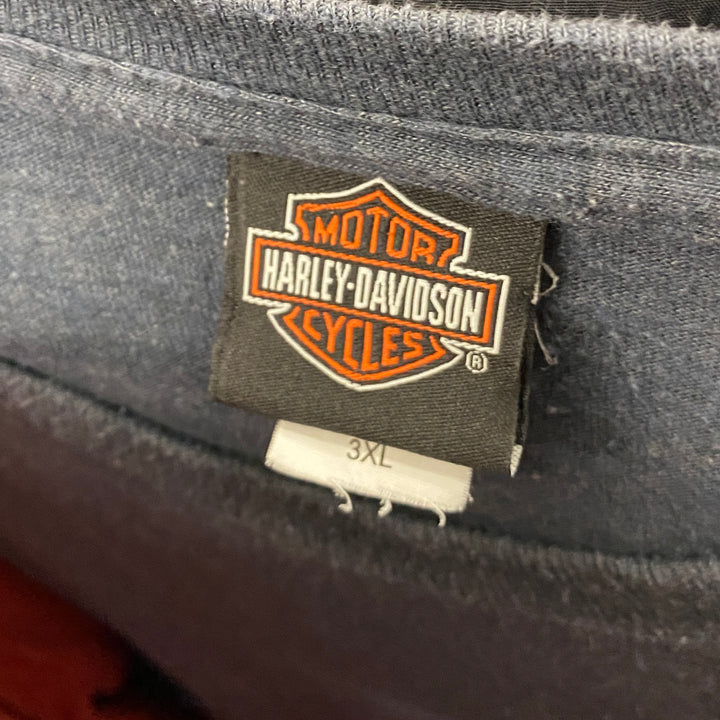 MOTOR
HARLEY-DAVIDSON
CYCLES
®
3XL